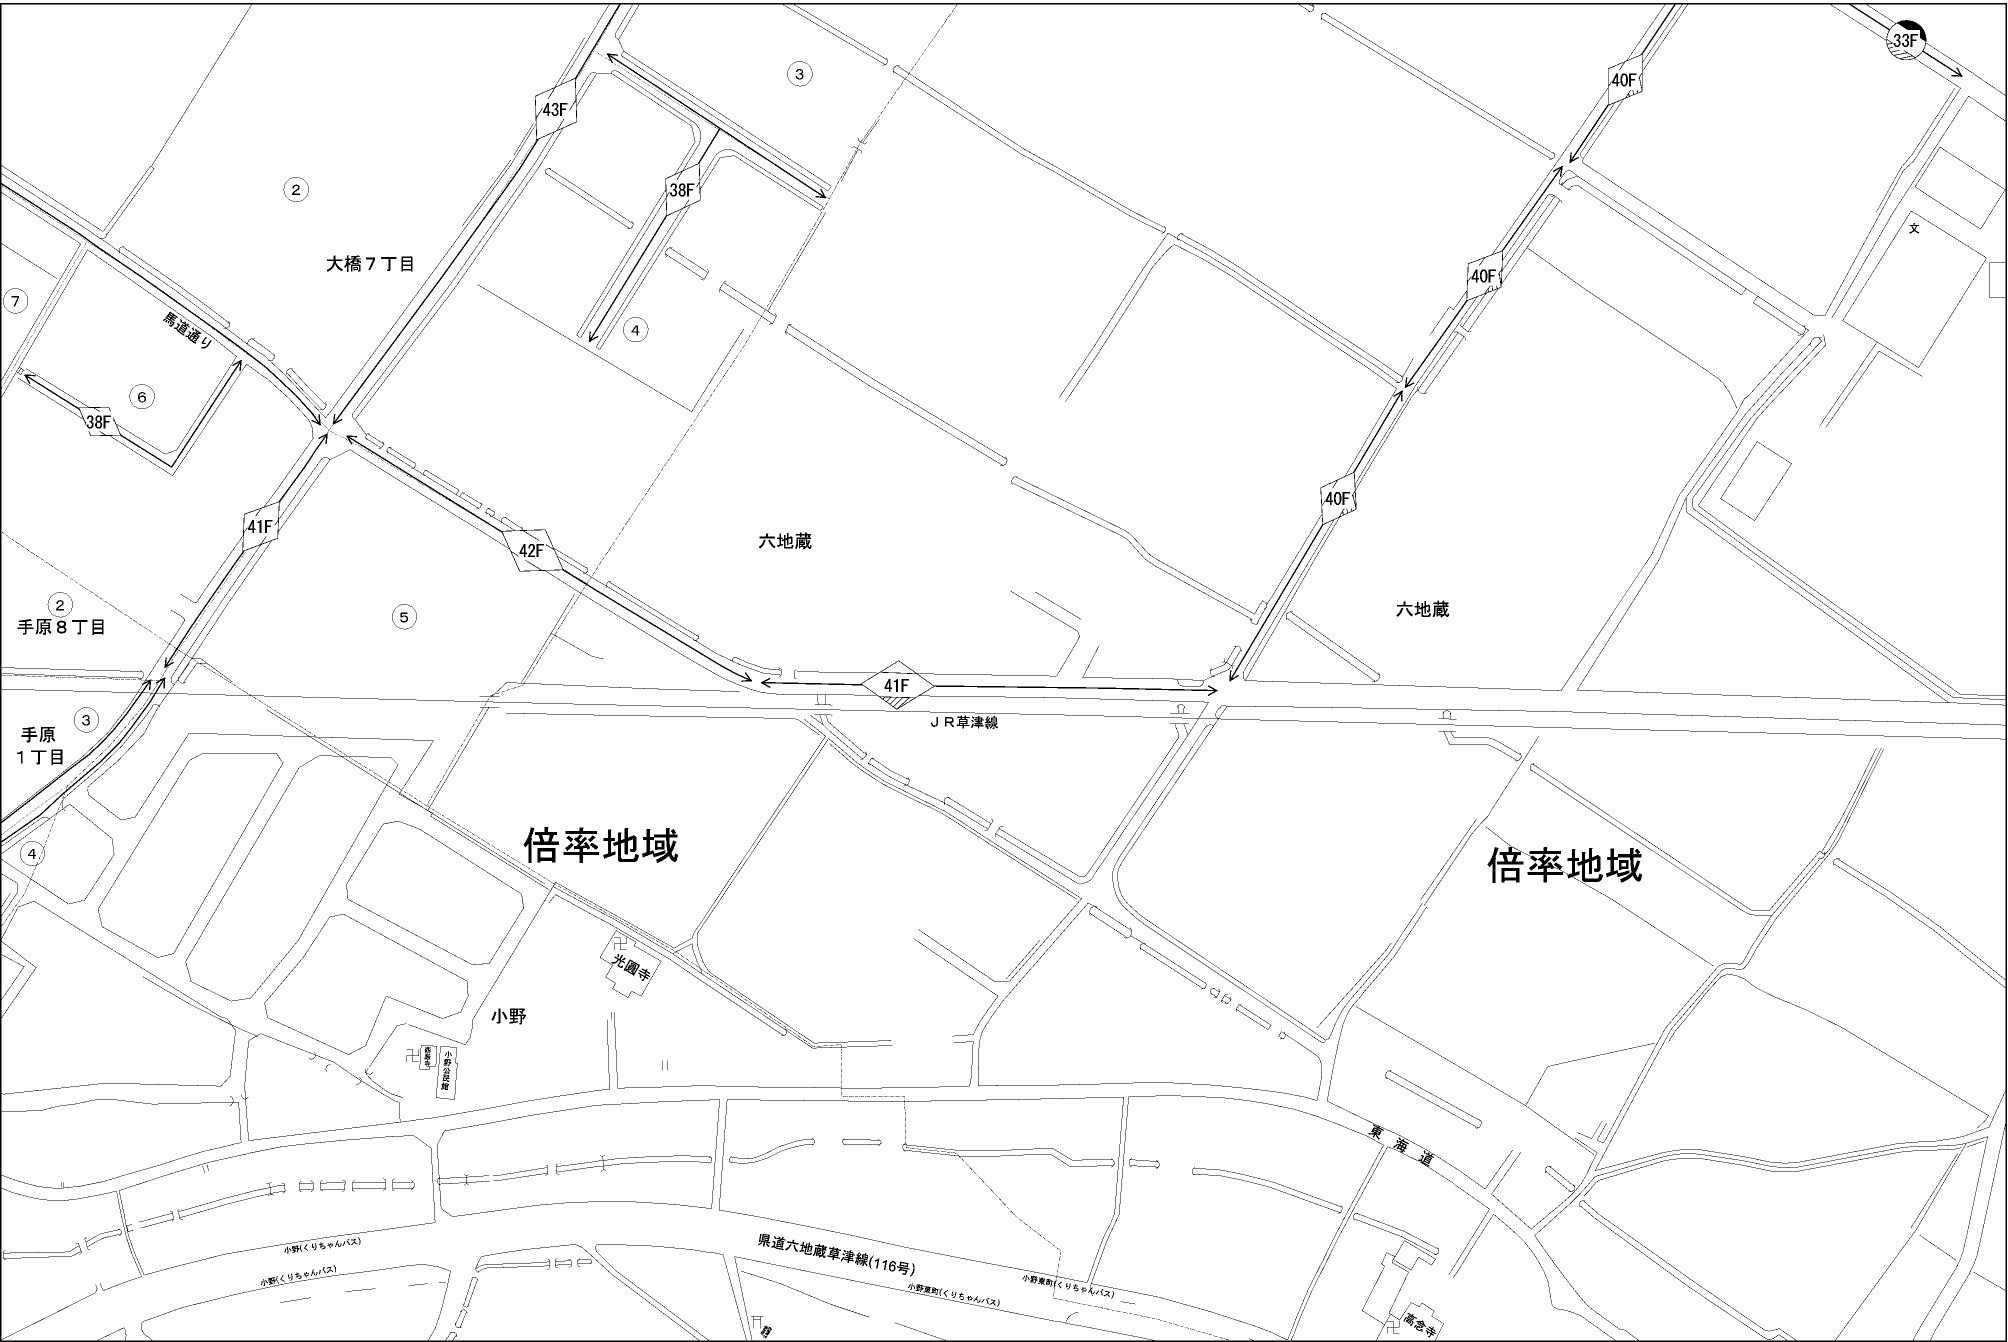 33F
③
40F
43F
38F
②
文
大橋７丁目
40F
⑦
馬道通り
④
⑥
38F
40F
41F
42F
六地蔵
②
手原８丁目
⑤
六地蔵
41F
③
ＪＲ草津線
手原
１丁目
倍率地域
倍率地域
④
卍
光圓寺
小野
卍
小野公民館
東海道
県道六地蔵草津線(116号)
小野(くりちゃんバス)
小野(くりちゃんバス)
小野東町(くりちゃんバス)
小野東町(くりちゃんバス)
高念寺
卍